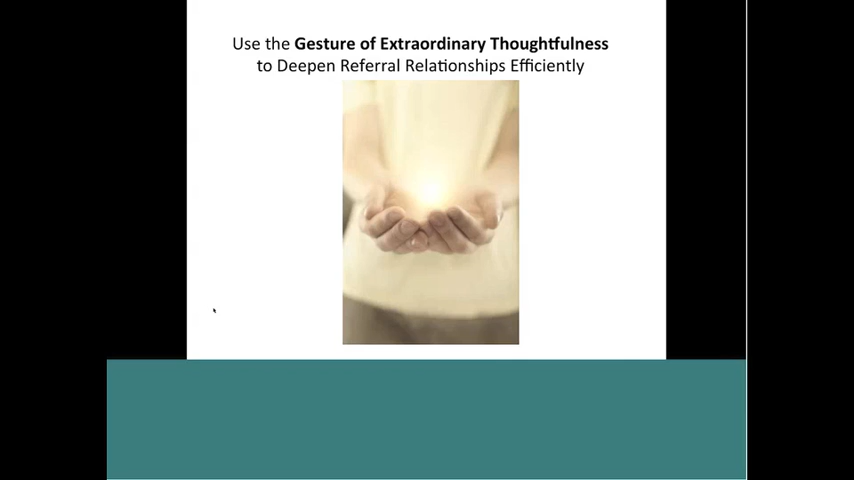 Use the Gesture of Extraordinary Thoughtfulness
to Deepen Referral Relationships Efficiently